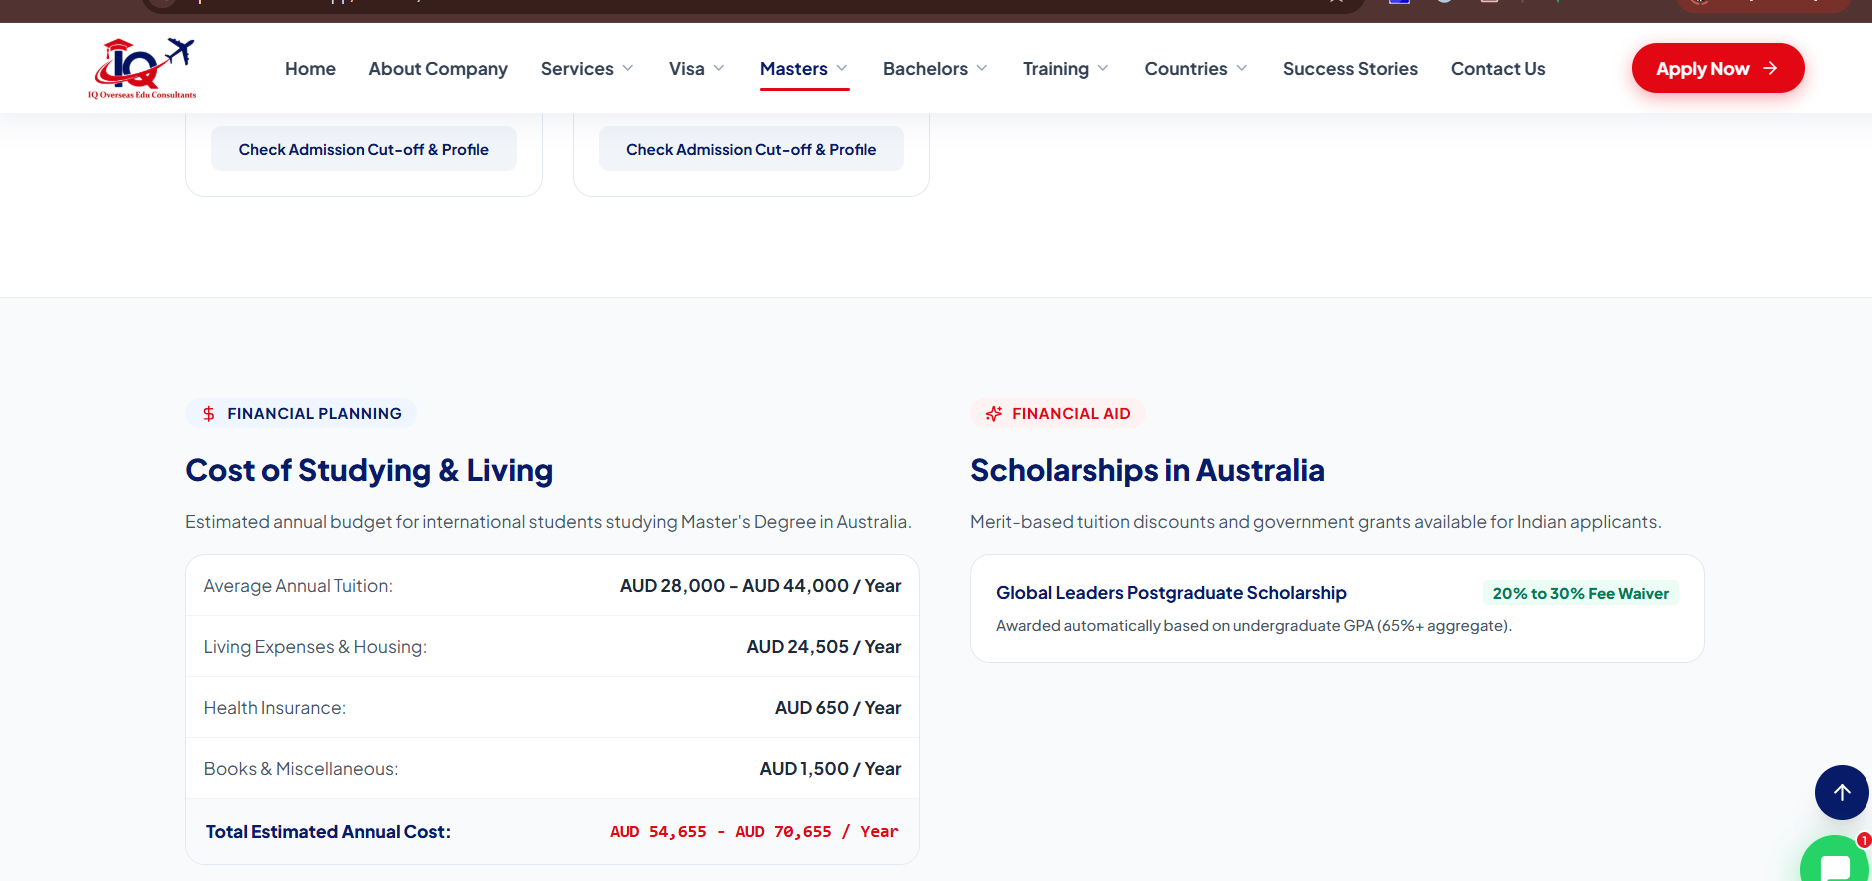 IQ
IQ Overseas Edu Consultants
Home
About Company
Services
Visa
Masters
Bachelors
Training
Countries
Success Stories
Contact Us
Apply Now
Check Admission Cut-off & Profile
Check Admission Cut-off & Profile
FINANCIAL PLANNING
Cost of Studying & Living
Estimated annual budget for international students studying Master's Degree in Australia.
Average Annual Tuition: AUD 28,000 – AUD 44,000 / Year
Living Expenses & Housing: AUD 24,505 / Year
Health Insurance: AUD 650 / Year
Books & Miscellaneous: AUD 1,500 / Year
Total Estimated Annual Cost: AUD 54,655 - AUD 70,655 / Year
FINANCIAL AID
Scholarships in Australia
Merit-based tuition discounts and government grants available for Indian applicants.
Global Leaders Postgraduate Scholarship
20% to 30% Fee Waiver
Awarded automatically based on undergraduate GPA (65%+ aggregate).
1